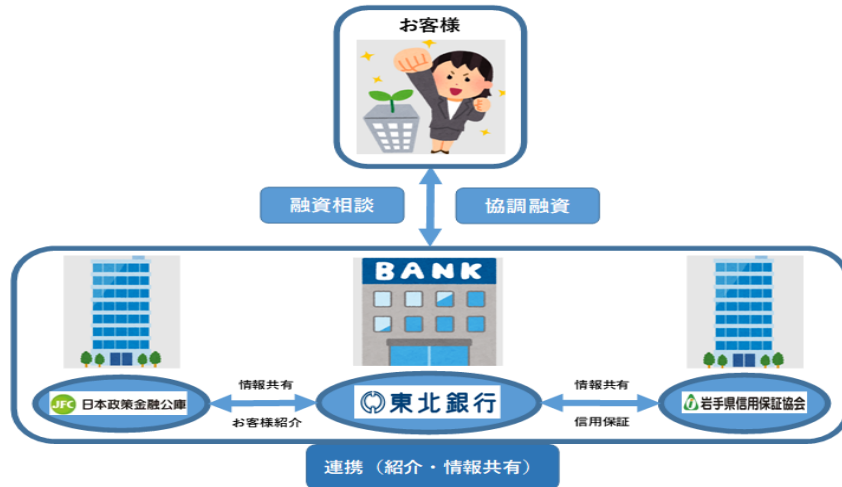 お客様
融資相談
協調融資
BANK
情報共有
情報共有
JFC 日本政策金融公庫
東北銀行
岩手県信用保証協会
お客様紹介
信用保証
連携（紹介・情報共有）